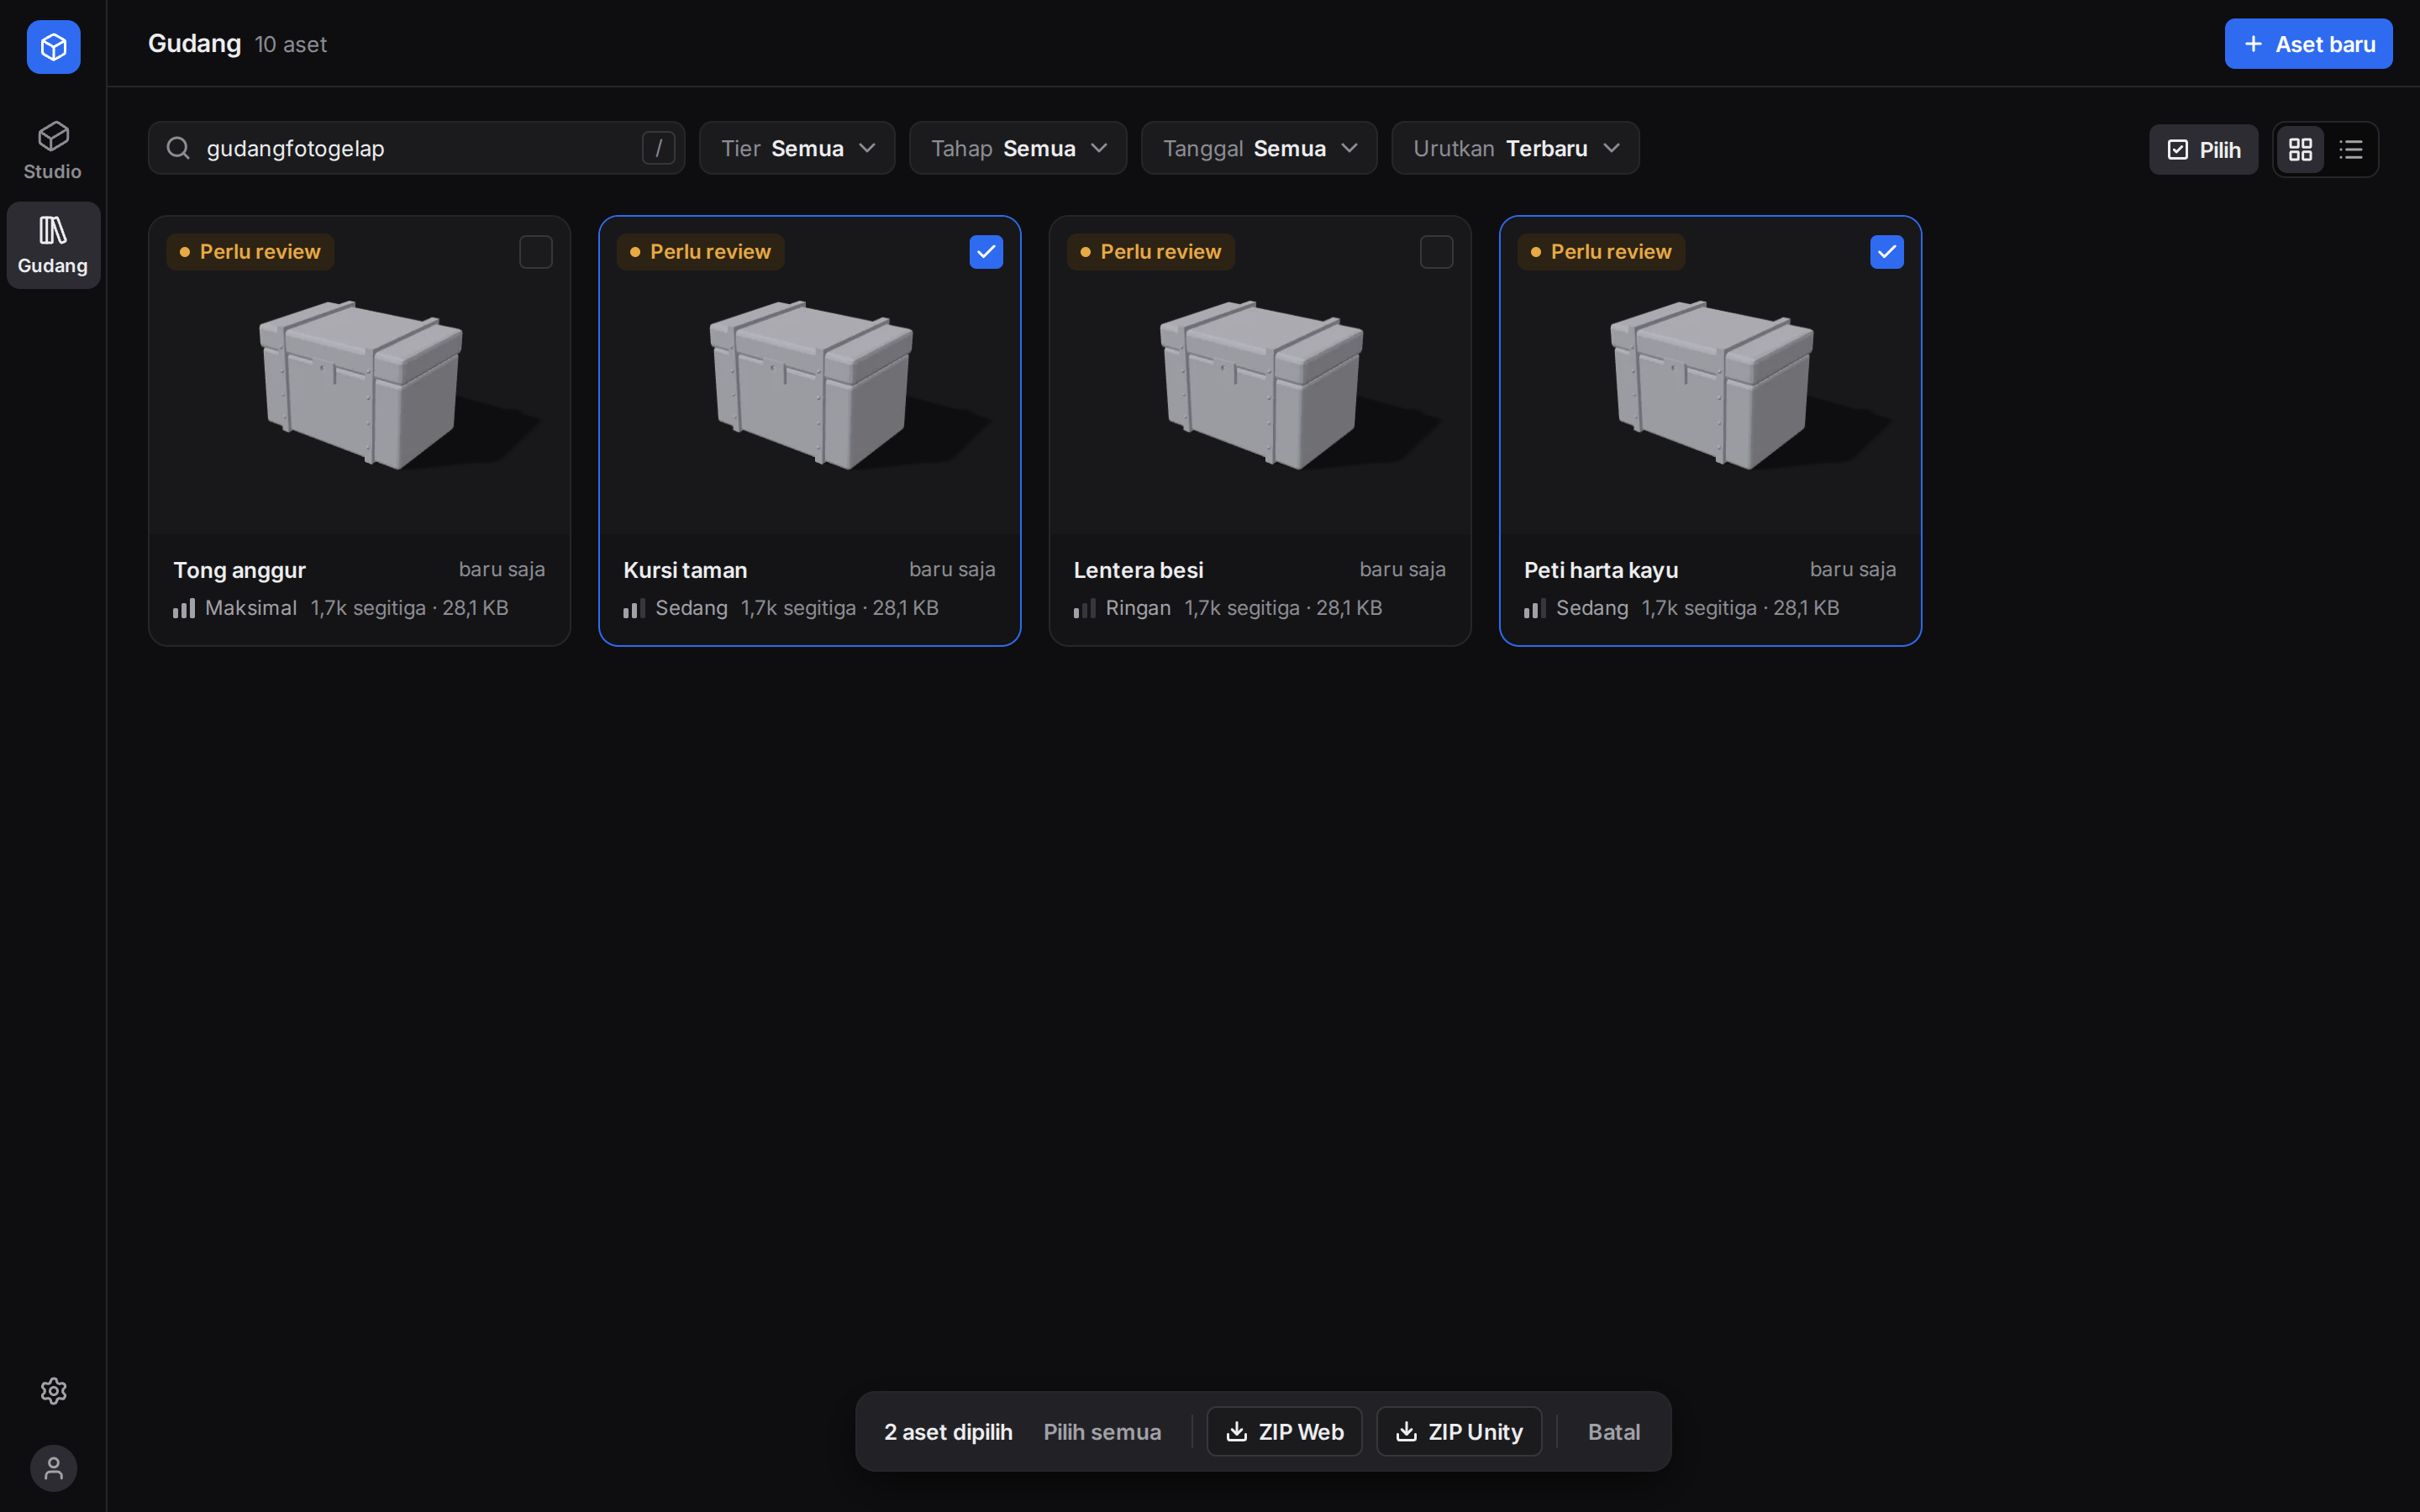 Gudang 10 aset
+ Aset baru
Studio
Gudang
gudangfotogelap /
Tier Semua
Tahap Semua
Tanggal Semua
Urutkan Terbaru
Pilih
Perlu review
Perlu review
Perlu review
Perlu review
Tong anggur baru saja
Maksimal 1,7k segitiga · 28,1 KB
Kursi taman baru saja
Sedang 1,7k segitiga · 28,1 KB
Lentera besi baru saja
Ringan 1,7k segitiga · 28,1 KB
Peti harta kayu baru saja
Sedang 1,7k segitiga · 28,1 KB
2 aset dipilih Pilih semua ZIP Web ZIP Unity Batal